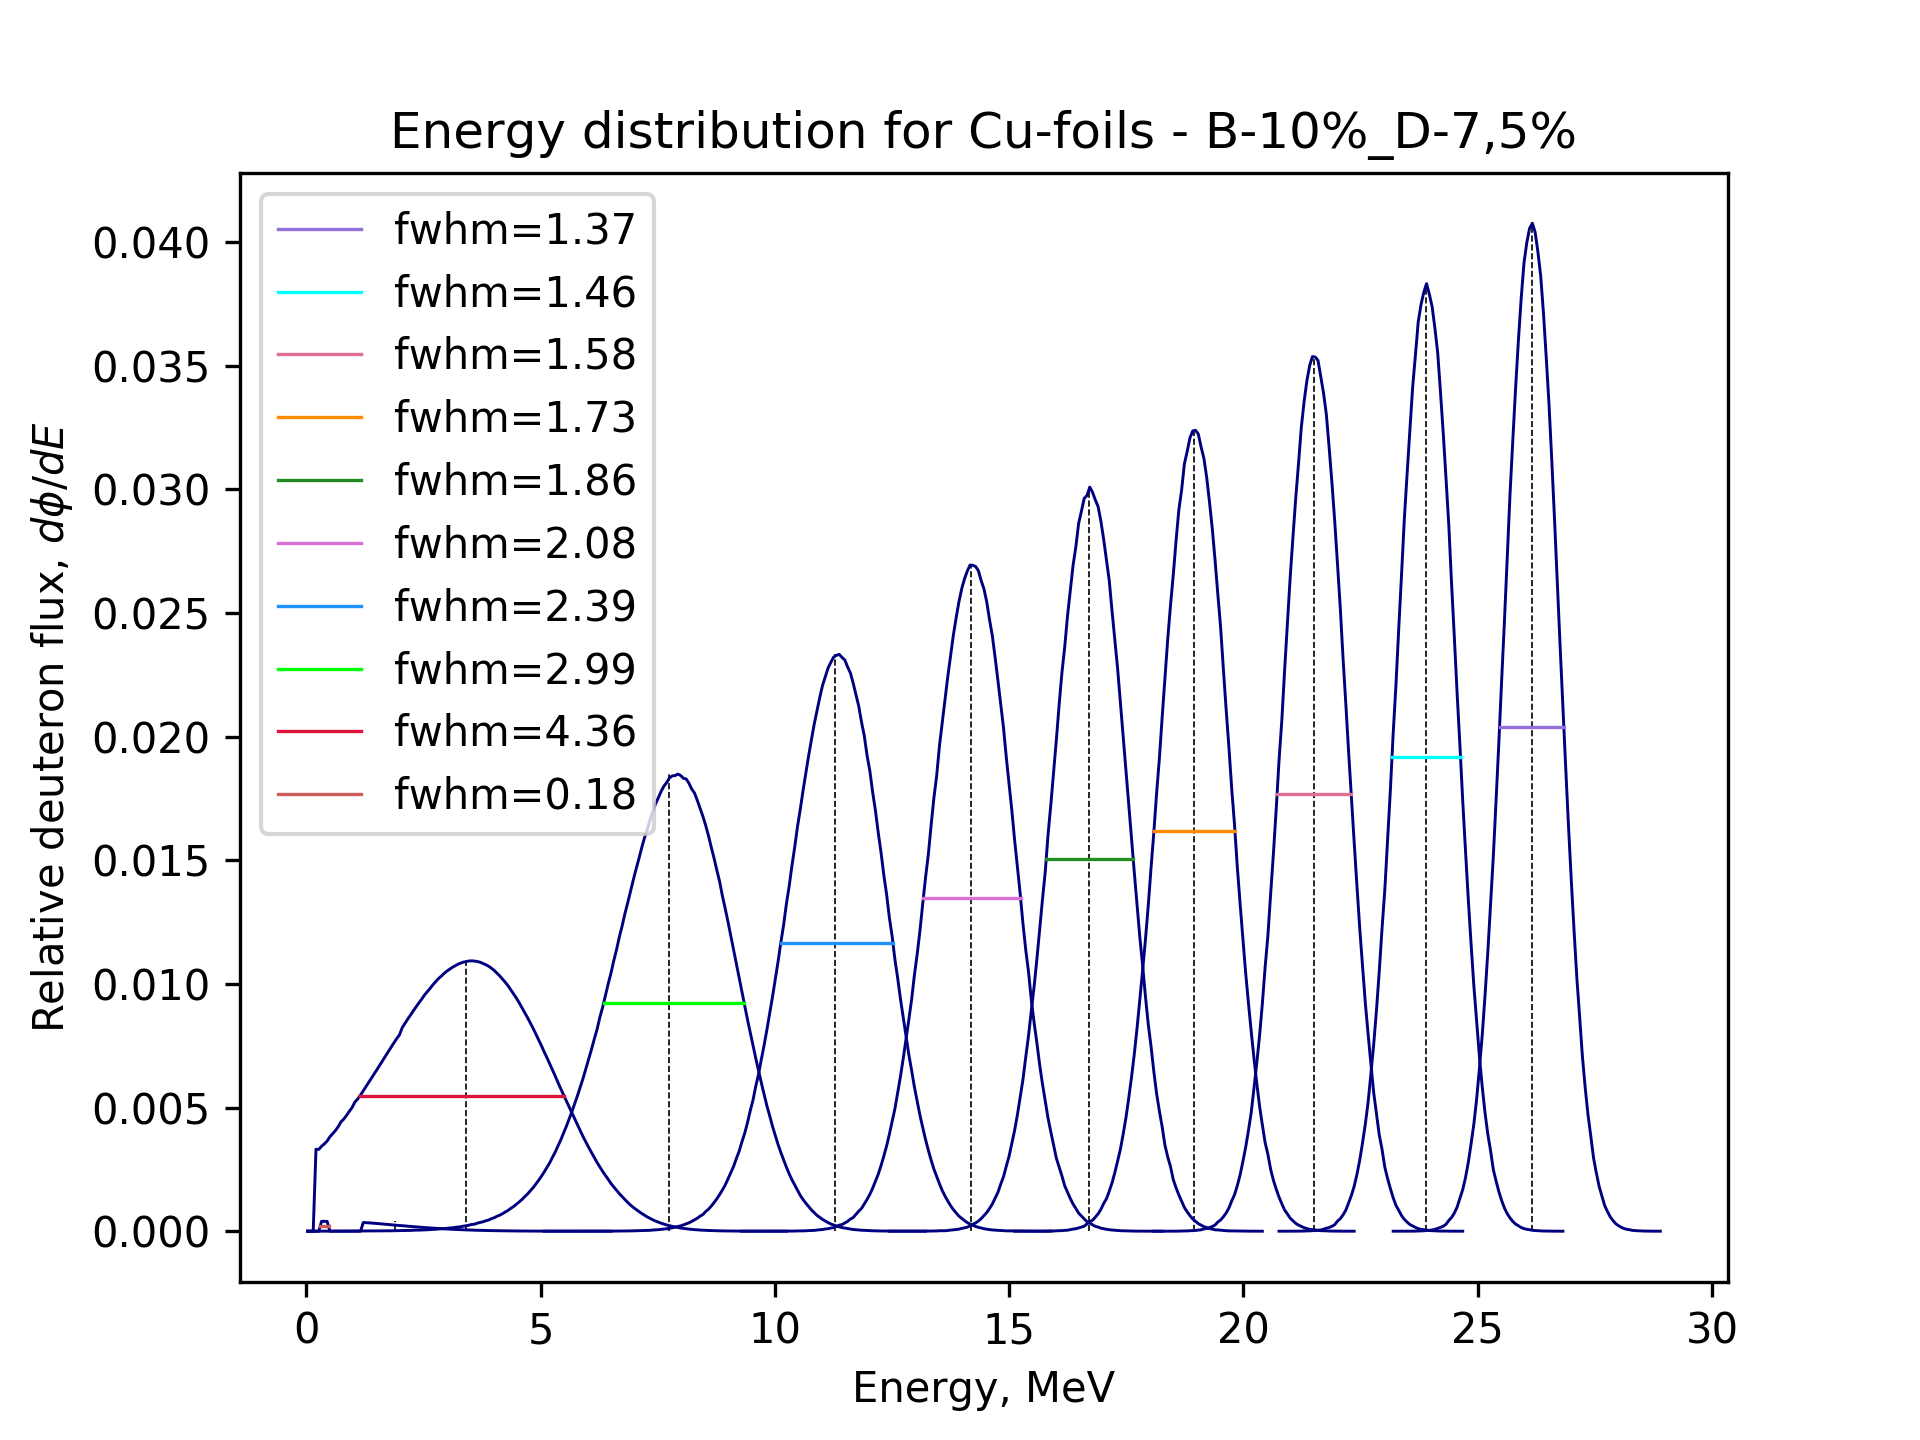 Energy distribution for Cu-foils - B-10%_D-7,5%
fwhm=1.37
fwhm=1.46
fwhm=1.58
fwhm=1.73
fwhm=1.86
fwhm=2.08
fwhm=2.39
fwhm=2.99
fwhm=4.36
fwhm=0.18
0.040
0.035
0.030
0.025
0.020
0.015
0.010
0.005
0.000
Relative deuteron flux, dϕ/dE
0 5 10 15 20 25 30
Energy, MeV